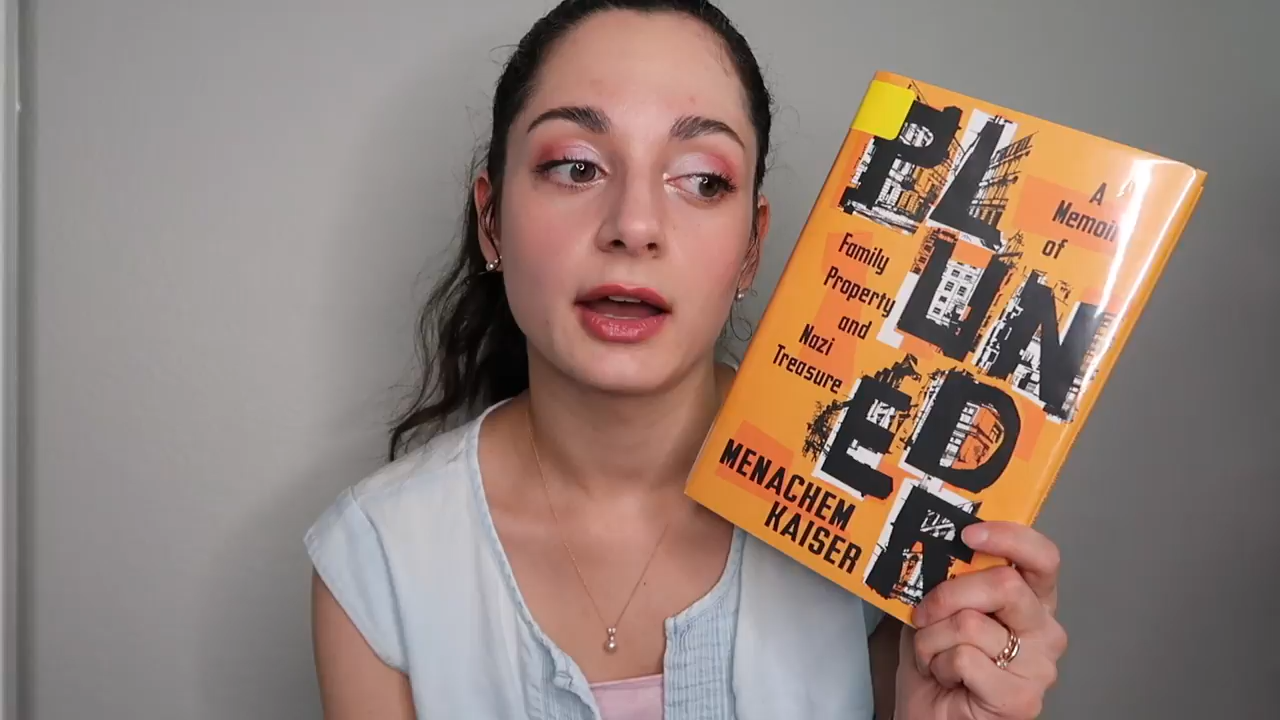 PLUNDER
A
Memoir
of
Family
Property
and
Nazi
Treasure
MENACHEM
KAISER